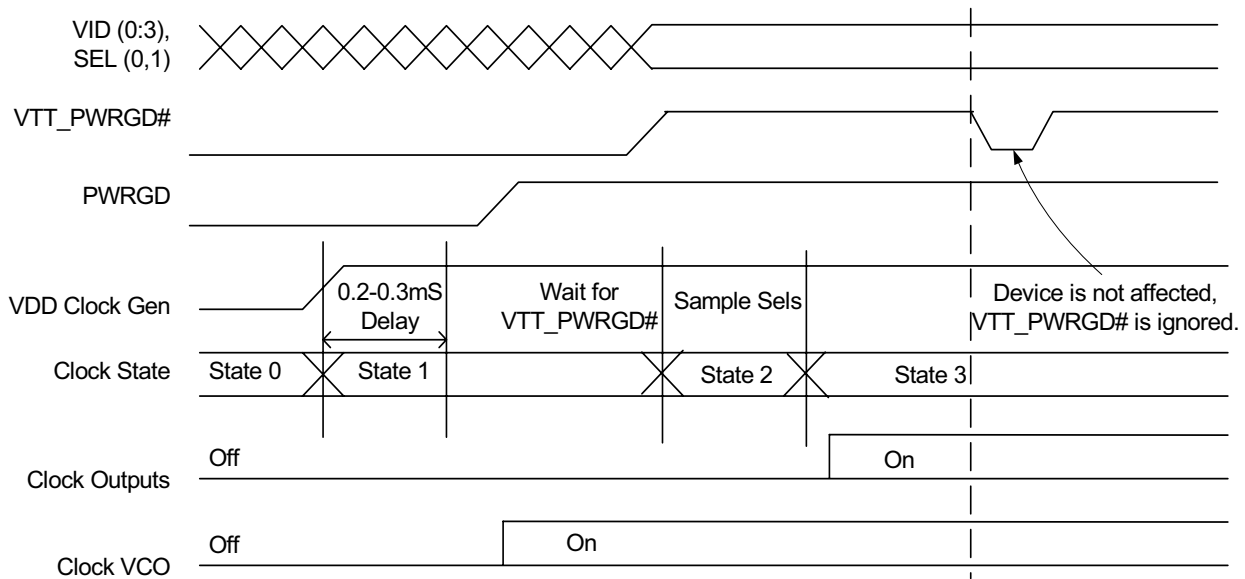 VID (0:3),
SEL (0,1)
VTT_PWRGD#
PWRGD
VDD Clock Gen
0.2-0.3mS
Delay
Wait for
VTT_PWRGD#
Sample Sels
Device is not affected,
VTT_PWRGD# is ignored.
Clock State
State 0
State 1
State 2
State 3
Clock Outputs
Off
On
Clock VCO
Off
On